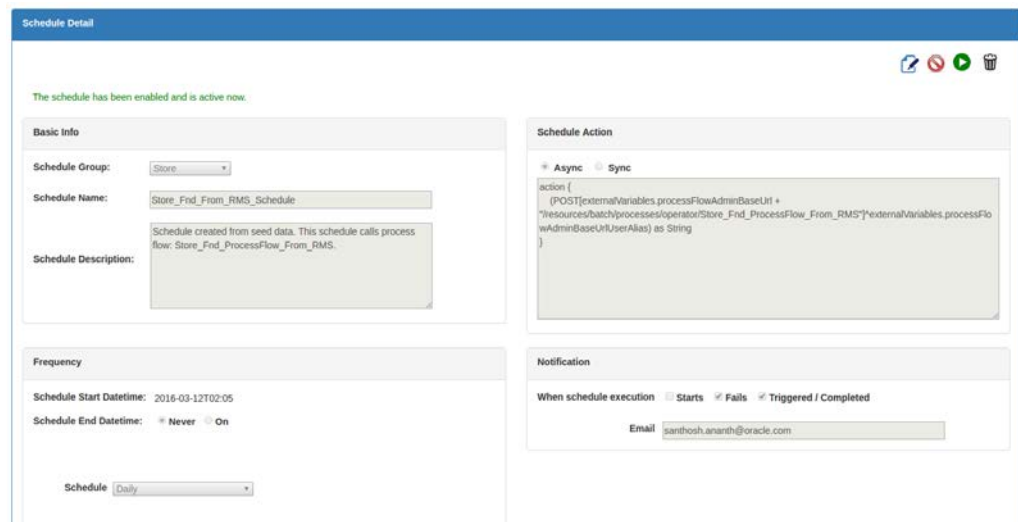 Schedule Detail
The schedule has been enabled and is active now.
Basic Info
Schedule Group: Store
Schedule Name: Store_Fnd_From_RMS_Schedule
Schedule Description: Schedule created from seed data. This schedule calls process
flow: Store_Fnd_ProcessFlow_From_RMS.
Schedule Action
Async Sync
action {
(POST[externalVariables.processFlowAdminBaseUrl +
"/resources/batch/processes/operator/Store_Fnd_ProcessFlow_From_RMS"]^externalVariables.processFlo
wAdminBaseUrlUserAlias) as String
}
Frequency
Schedule Start Datetime: 2016-03-12T02:05
Schedule End Datetime: Never On
Schedule Daily
Notification
When schedule execution Starts Fails Triggered / Completed
Email santhosh.ananth@oracle.com